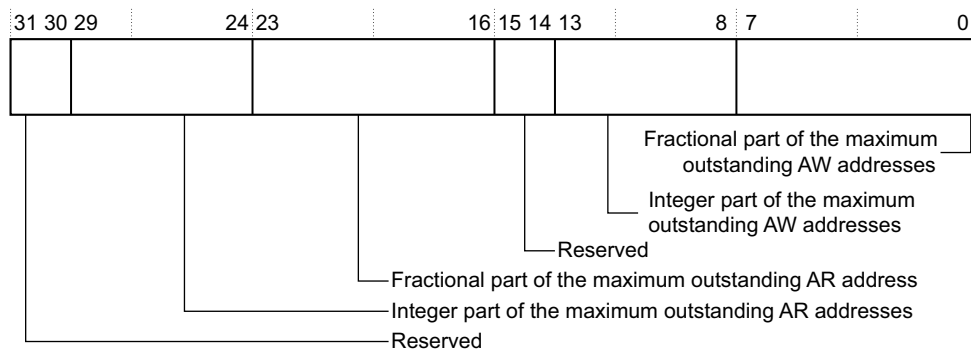 31 30 29 24 23 16 15 14 13 8 7 0
Fractional part of the maximum
outstanding AW addresses
Integer part of the maximum
outstanding AW addresses
Reserved
Fractional part of the maximum outstanding AR address
Integer part of the maximum outstanding AR addresses
Reserved